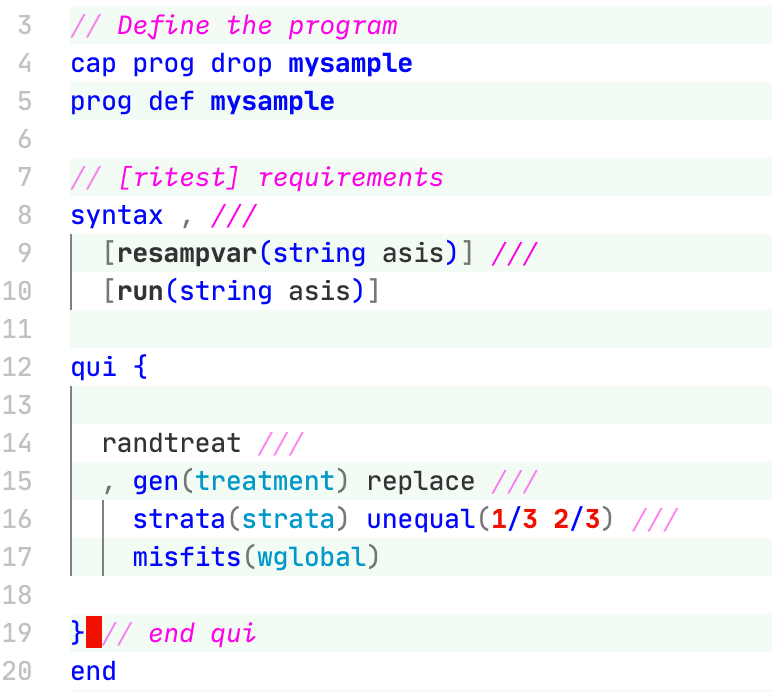 3 // Define the program
4 cap prog drop mysample
5 prog def mysample
6
7 // [ritest] requirements
8 syntax , ///
9   [resampvar(string asis)] ///
10   [run(string asis)]
11
12 qui {
13
14   randtreat ///
15   , gen(treatment) replace ///
16     strata(strata) unequal(1/3 2/3) ///
17     misfits(wglobal)
18
19 } // end qui
20 end